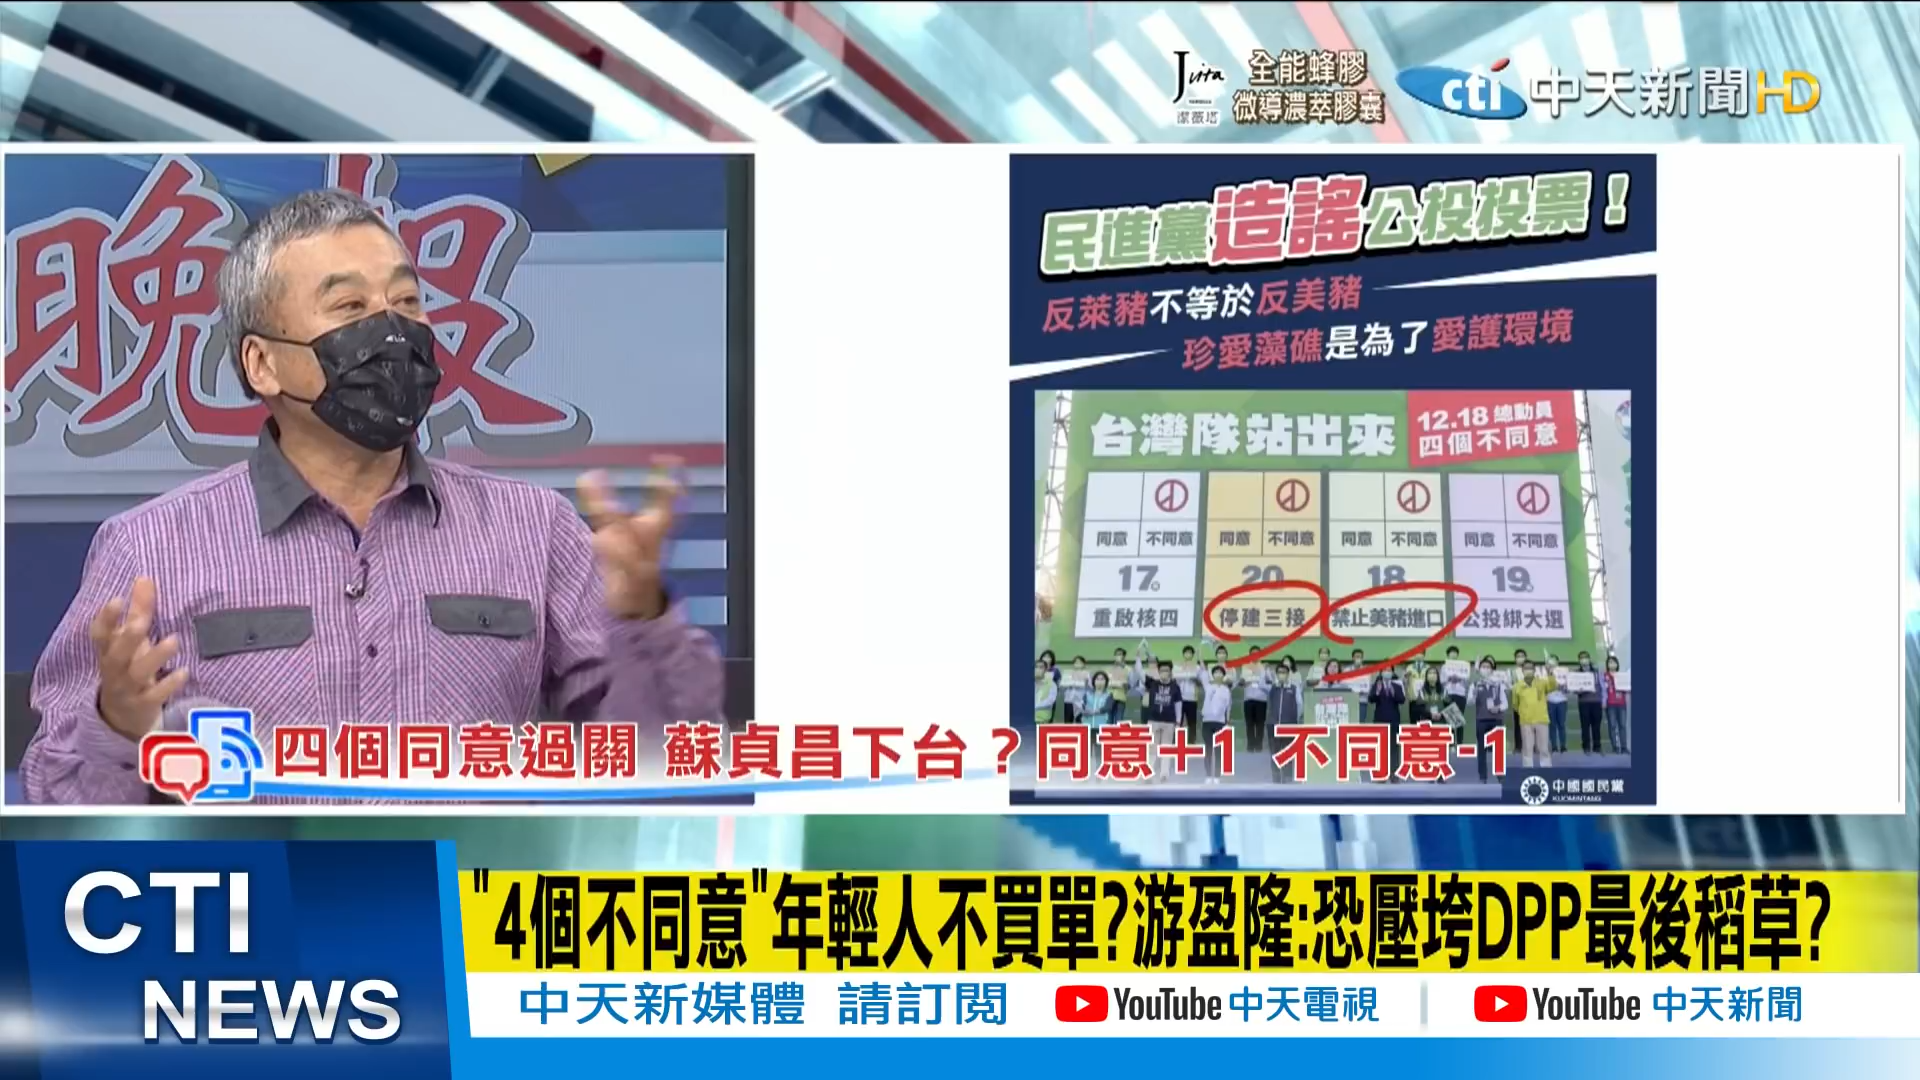 Jvita
潔薇塔
全能蜂膠
微導濃萃膠囊
cti 中天新聞HD
晚報
民進黨造謠公投投票！
反萊豬不等於反美豬
珍愛藻礁是為了愛護環境
台灣隊站出來
12.18 總動員
四個不同意
同意 不同意 同意 不同意 同意 不同意 同意 不同意
17 20 18 19
重啟核四 停建三接 禁止美豬進口 公投綁大選
中國國民黨
KUOMINTANG
四個同意過關 蘇貞昌下台？同意+1 不同意-1
CTI
NEWS
"4個不同意"年輕人不買單?游盈隆:恐壓垮DPP最後稻草?
中天新媒體 請訂閱 YouTube 中天電視 YouTube 中天新聞